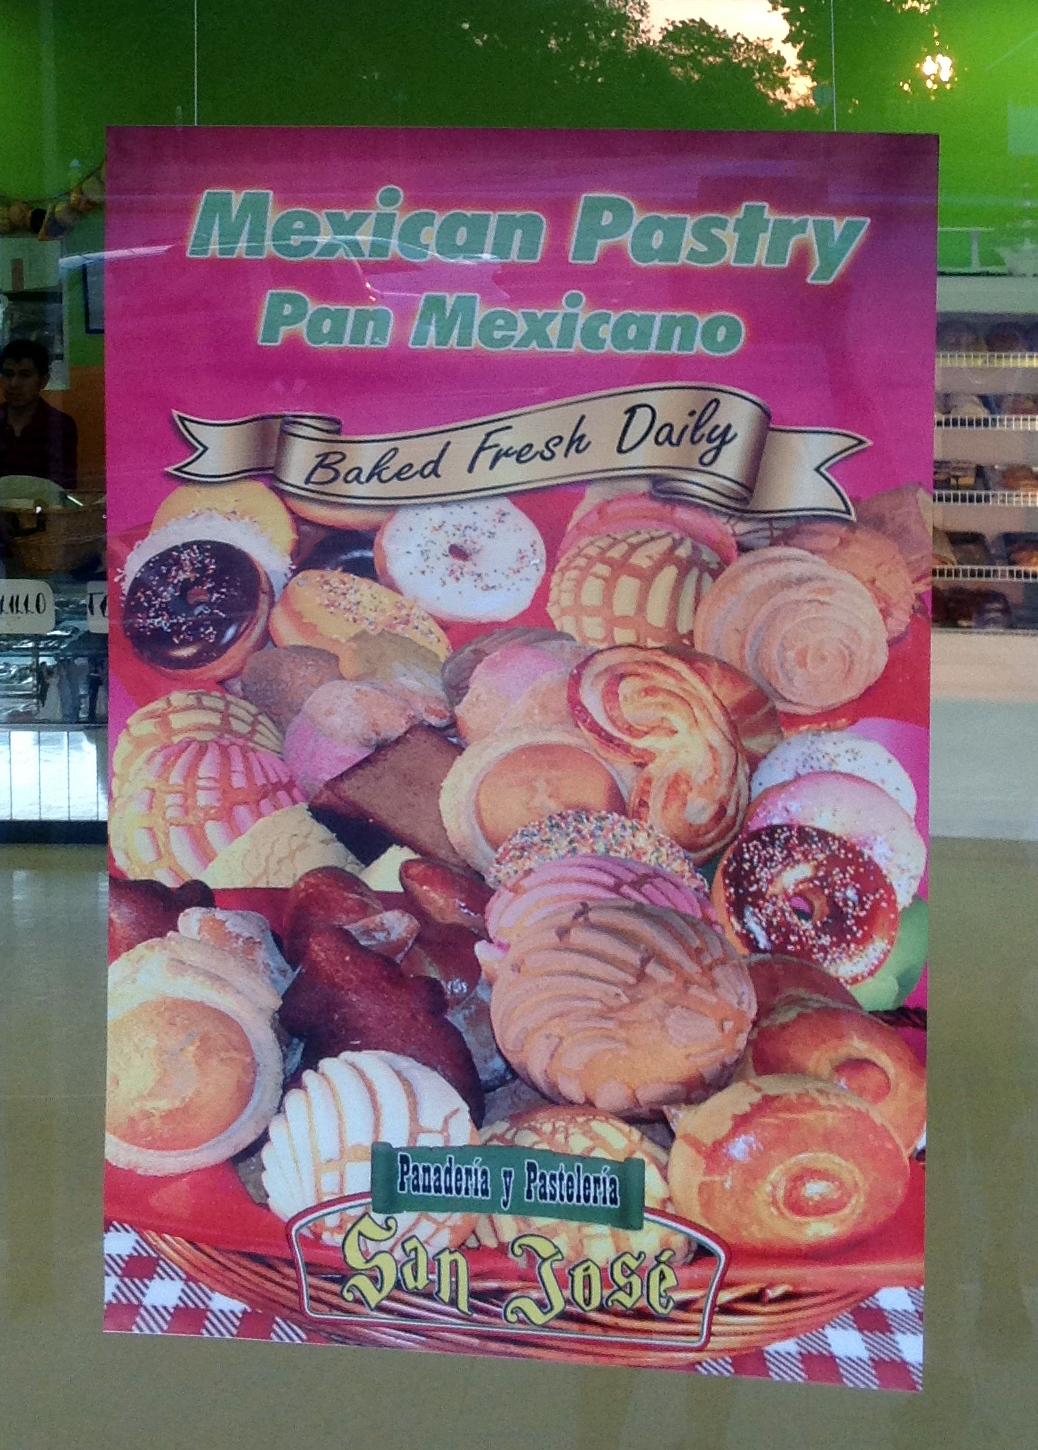 Mexican Pastry
Pan Mexicano
Baked Fresh Daily
Panadería y Pastelería
San José